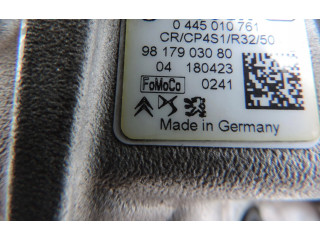 0 445 010 761
CR/CP4S1/R32/50
98 179 030 80
04 180423
FoMoCo 0241
Made in Germany